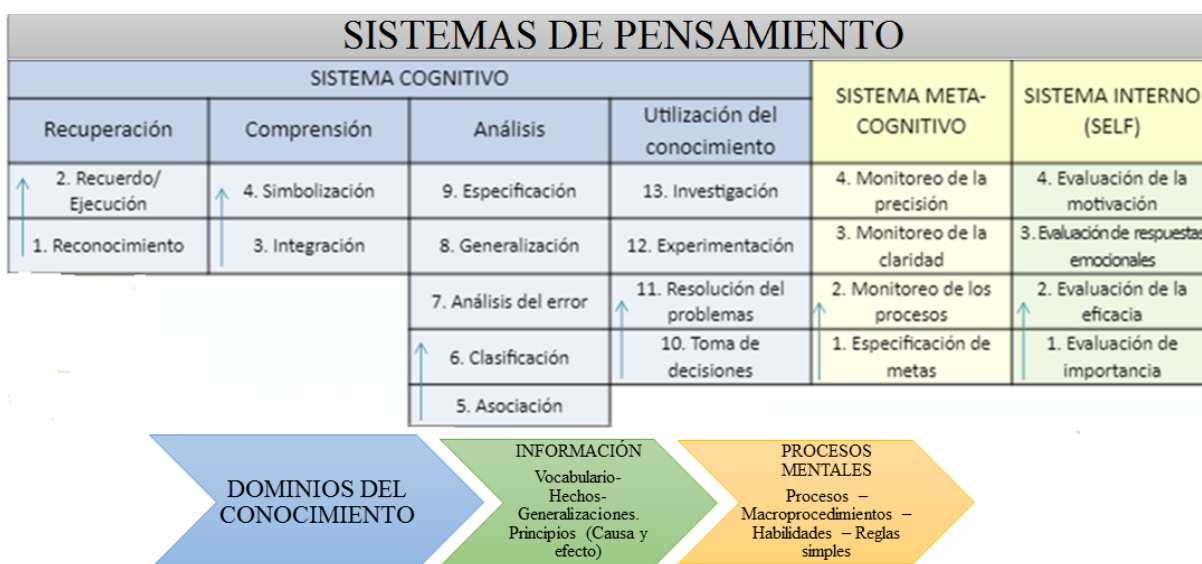 SISTEMAS DE PENSAMIENTO
SISTEMA COGNITIVO
SISTEMA META-
COGNITIVO
SISTEMA INTERNO
(SELF)
Recuperación
Comprensión
Análisis
Utilización del
conocimiento
2. Recuerdo/
Ejecución
4. Simbolización
9. Especificación
13. Investigación
4. Monitoreo de la
precisión
4. Evaluación de la
motivación
1. Reconocimiento
3. Integración
8. Generalización
12. Experimentación
3. Monitoreo de la
claridad
3. Evaluación de respuestas
emocionales
7. Análisis del error
11. Resolución del
problemas
2. Monitoreo de los
procesos
2. Evaluación de la
eficacia
6. Clasificación
10. Toma de
decisiones
1. Especificación de
metas
1. Evaluación de
importancia
5. Asociación
DOMINIOS DEL
CONOCIMIENTO
INFORMACIÓN
Vocabulario-
Hechos-
Generalizaciones.
Principios (Causa y
efecto)
PROCESOS
MENTALES
Procesos –
Macroprocedimientos –
Habilidades – Reglas
simples